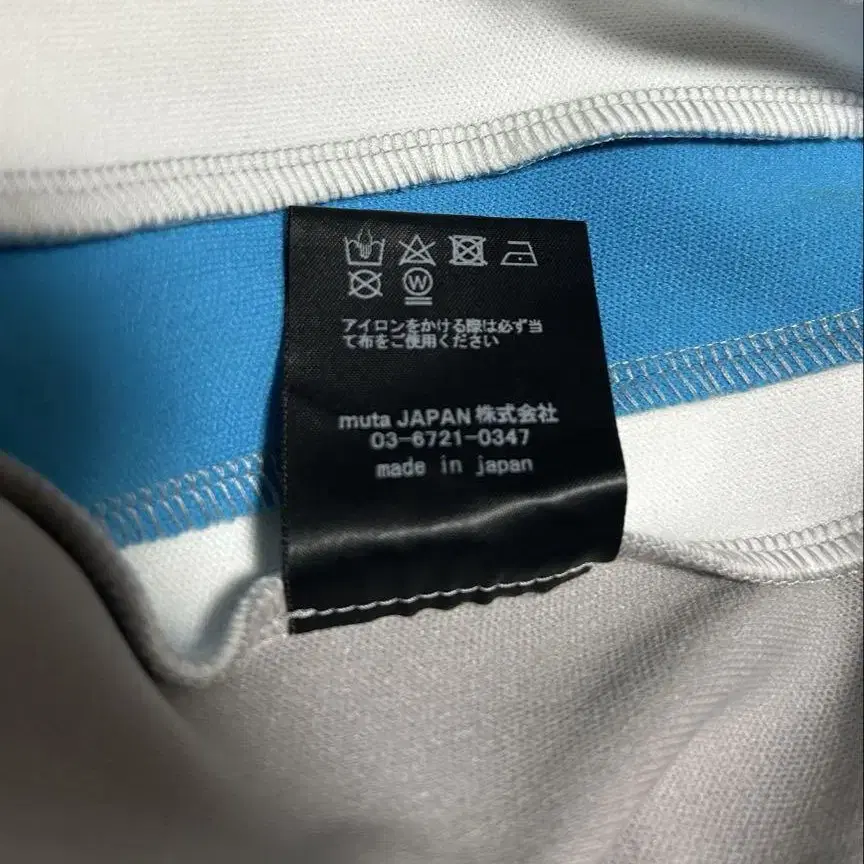 W
アイロンをかける際は必ず当
て布をご使用ください
muta JAPAN 株式会社
03-6721-0347
made in japan